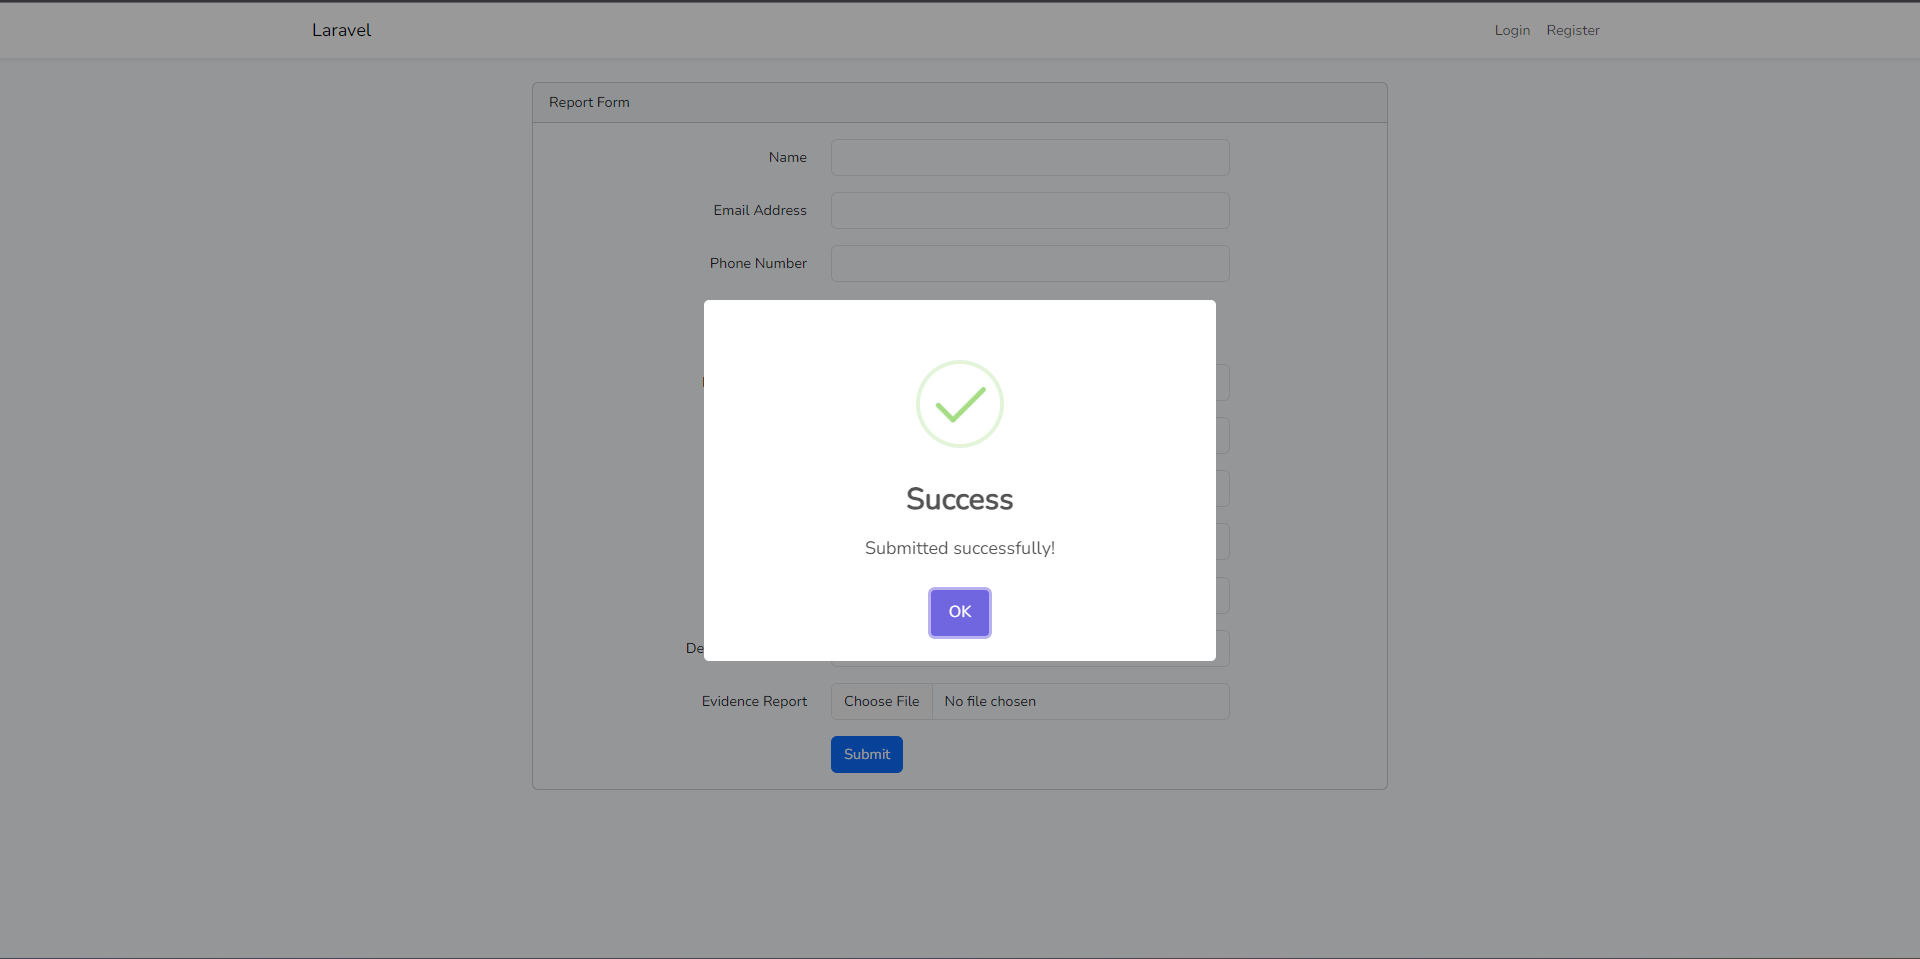 Laravel
Login Register
Report Form
Name
Email Address
Phone Number
Success
Submitted successfully!
OK
De
Evidence Report Choose File No file chosen
Submit